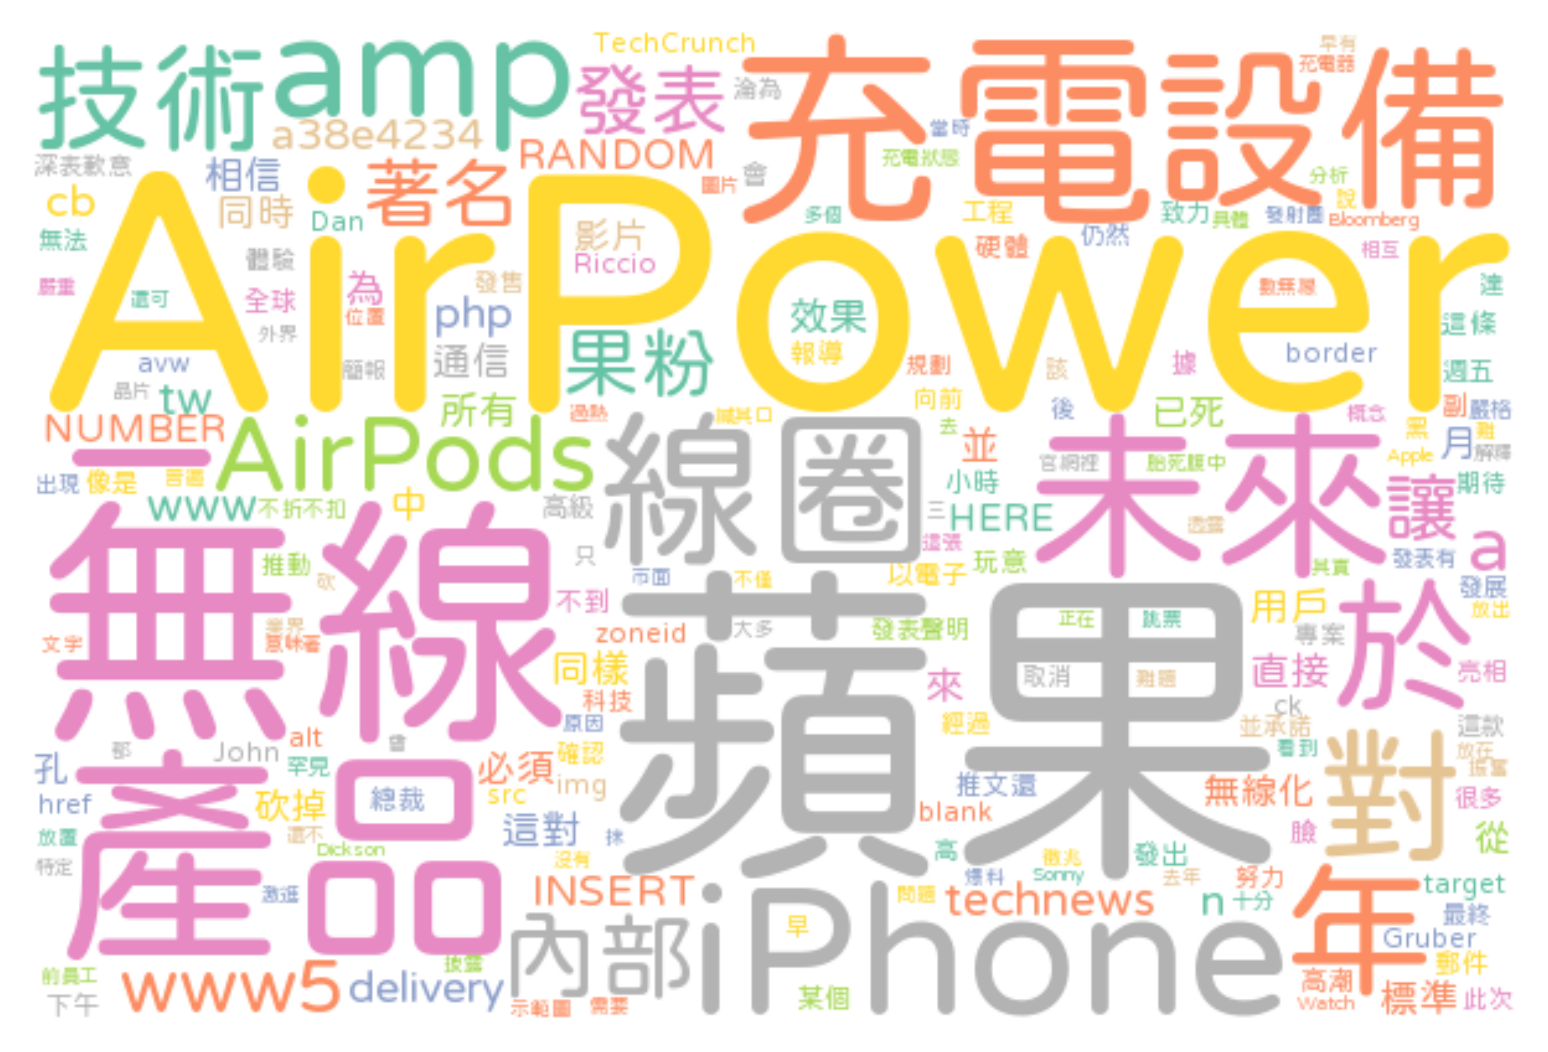 技術 amp TechCrunch 發表 淪為 充電設備 早有 充電器
a38e4234 RANDOM 當時
深表歉意 相信 著名 圖片 會 充電狀態 分析
cb 同時 Dan 影片 多個 工程 致力 具體 發射圈 說 Bloomberg
無法 AirPower 體驗 Riccio 硬體 仍然 相互
嚴重 還可 全球 為 發售 數無線 達
外界 位置 php 效果 這條
avw 簡報 通信 果粉 報導 規劃 該 據 border 週五
晶片 tw 所有 過熱 緘其口 向前 後 已死 概念 副 嚴格
NUMBER AirPods 線圈 去 並 未來 黑 月 難
一 出現 像是 言溫 官網裡 胎死腹中 Apple 解釋
www 不折不扣 中 高級 小時 三 HERE 讓 期待
無線 推動 只 這張 玩意 透露 a 發表有
砍 不到 市面 不僅 以電子 其實 發展 放出
文字 業界 意味著 zoneid 大多 蘋果 發表聲明 正在 跳票 用戶 專案 於
同樣 科技 來 取消 難題 直接 亮相
都 John alt 曾 原因 經過 ck 並承諾 這款
孔 產品 罕見 必須 確認 推文還 看到 對 放在
href 砍掉 總裁 src img blank 無線化 振奮 很多
放置 還不 Dickson 這對 抹 臉 從
特定 沒有 高 徵兆 發出
激進 INSERT iPhone 爆料 Sonny 去年 努力 年 target
內部 問題 technews n 十分 最終
早 Gruber
前員工 www5 delivery 披露 高潮 郵件
下午 示範圖 需要 某個 Watch 標準 此次